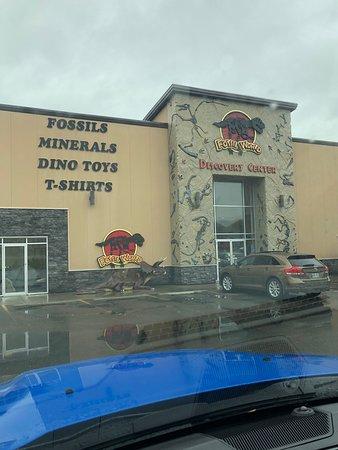 FOSSILS
MINERALS
DINO TOYS
T-SHIRTS
Fossil World
DISCOVERY CENTER
Fossil World